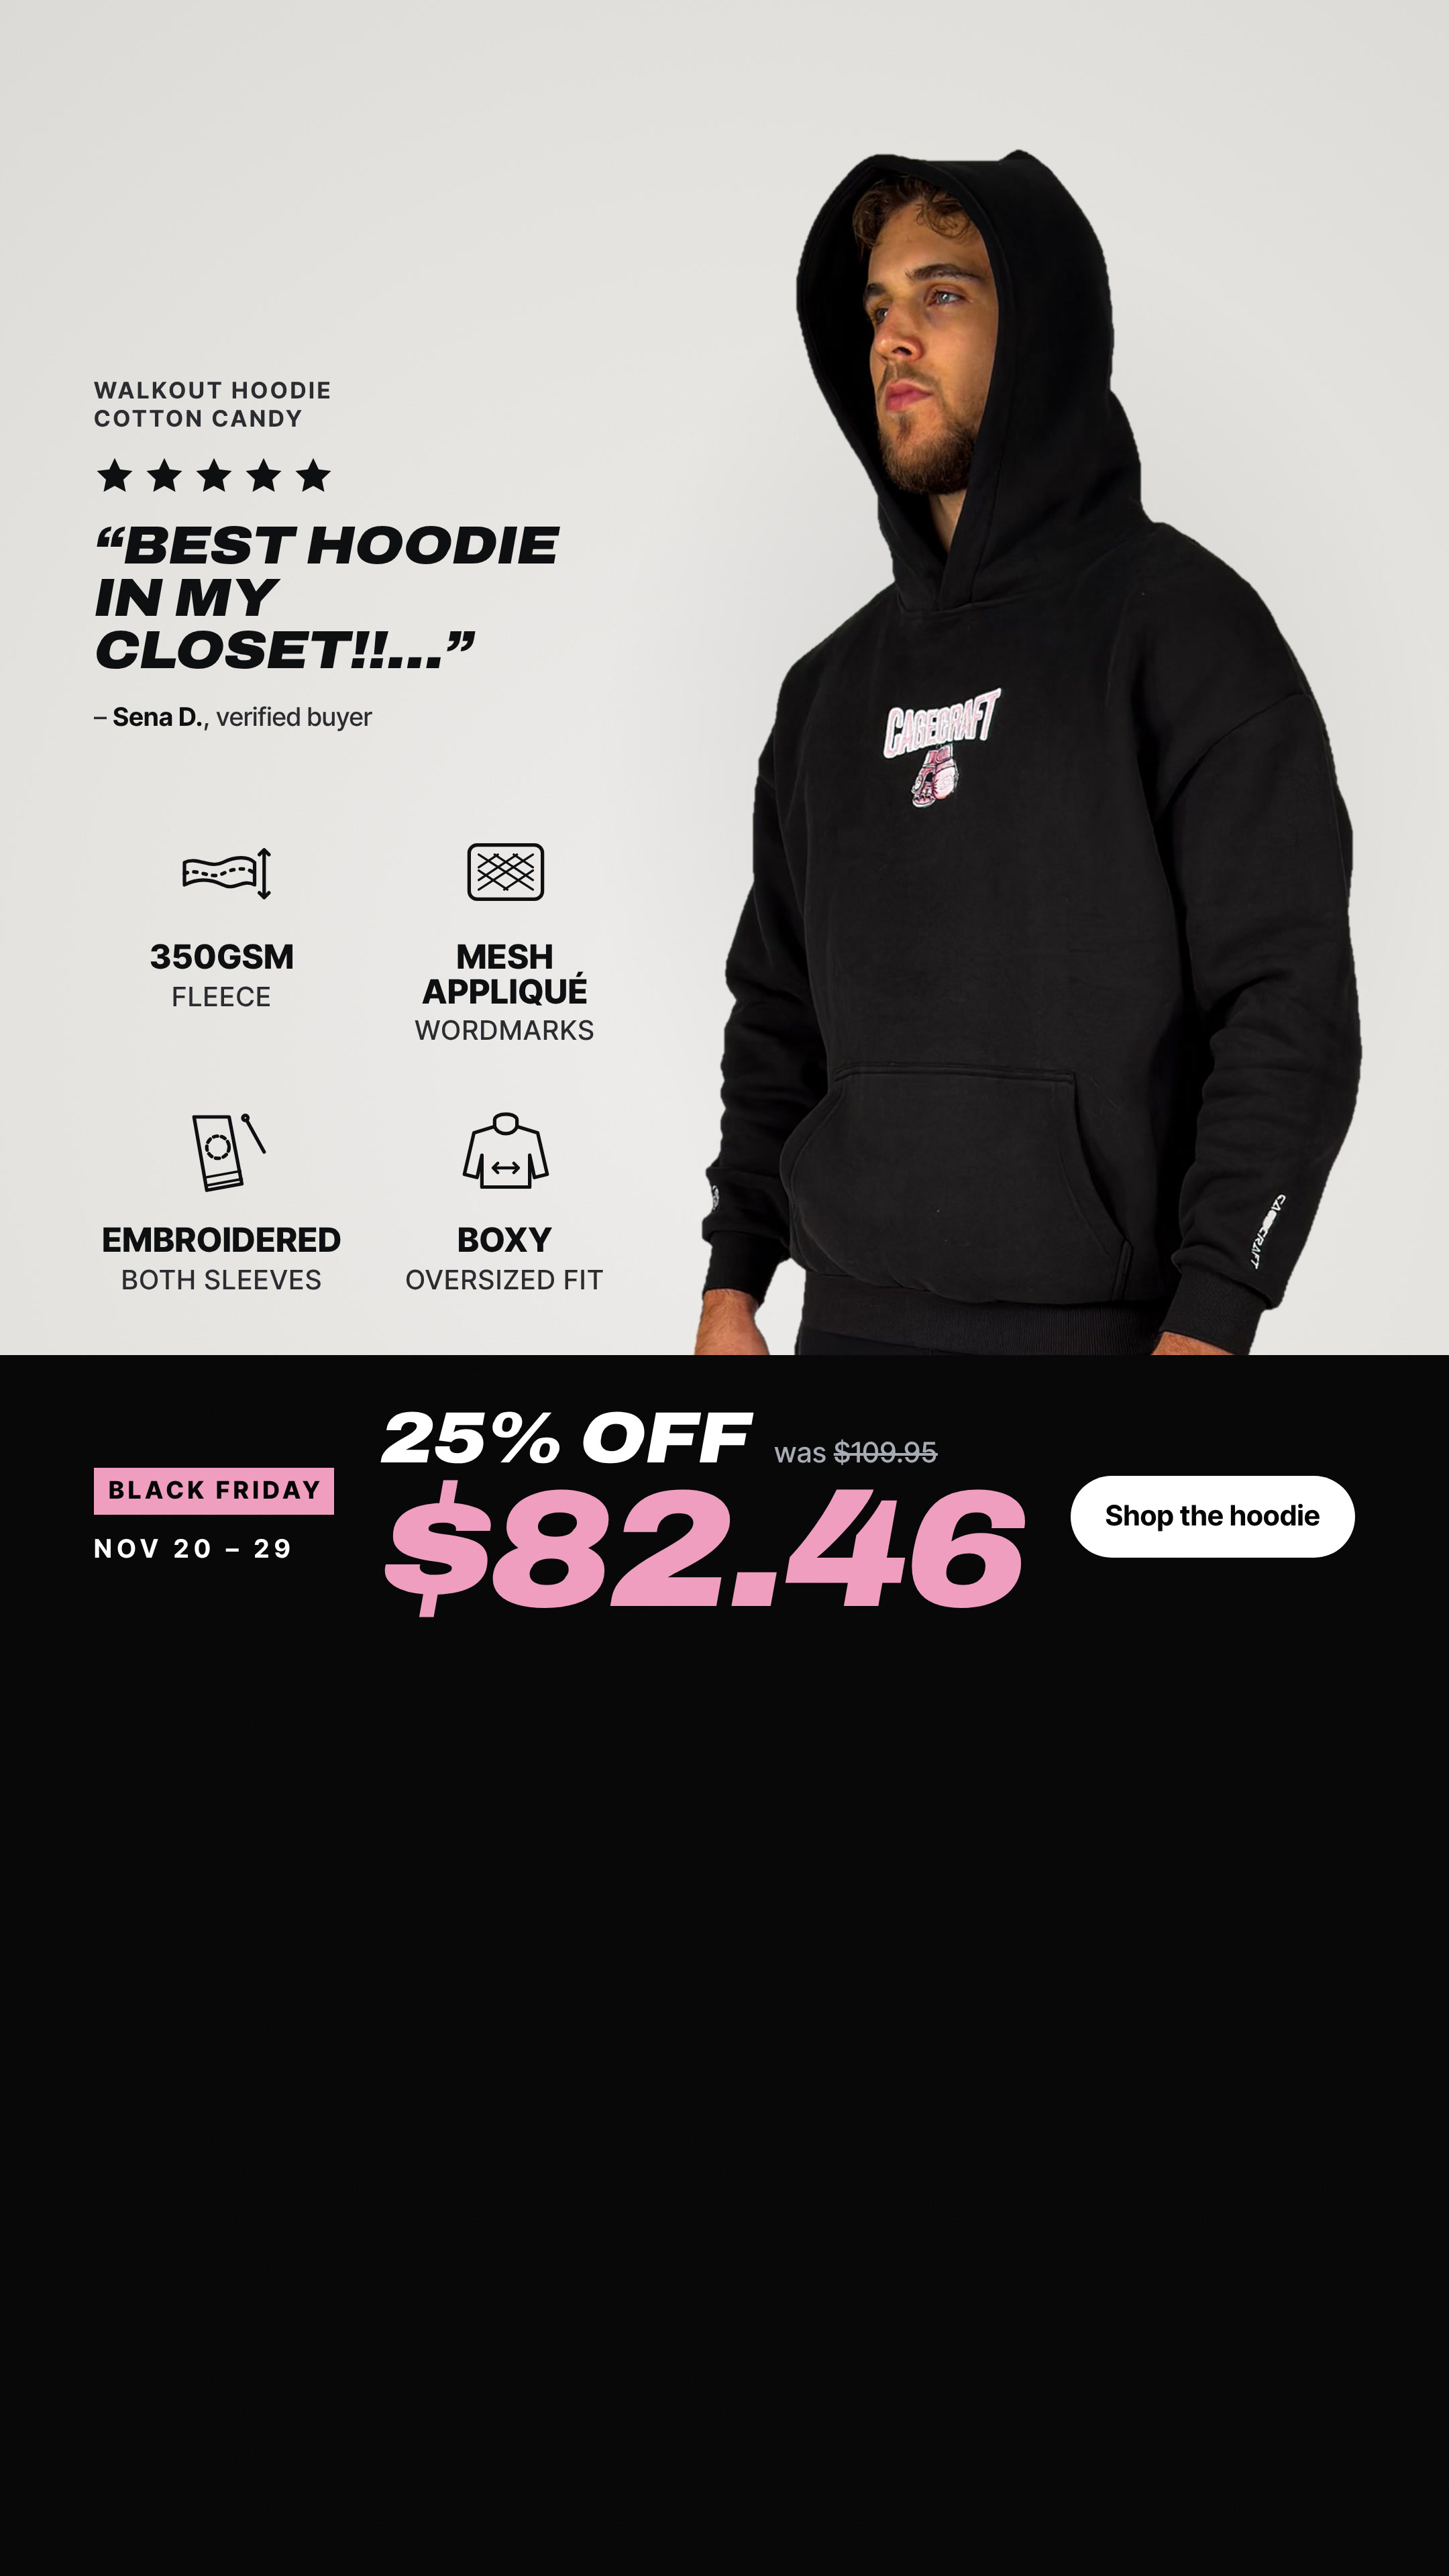 WALKOUT HOODIE
COTTON CANDY
“BEST HOODIE
IN MY
CLOSET!!...”
– Sena D., verified buyer
CAGECRAFT
350GSM
FLEECE
MESH
APPLIQUÉ
WORDMARKS
EMBROIDERED
BOTH SLEEVES
BOXY
OVERSIZED FIT
CAGECRAFT
25% OFF was $109.95
BLACK FRIDAY
NOV 20 – 29
$82.46
Shop the hoodie